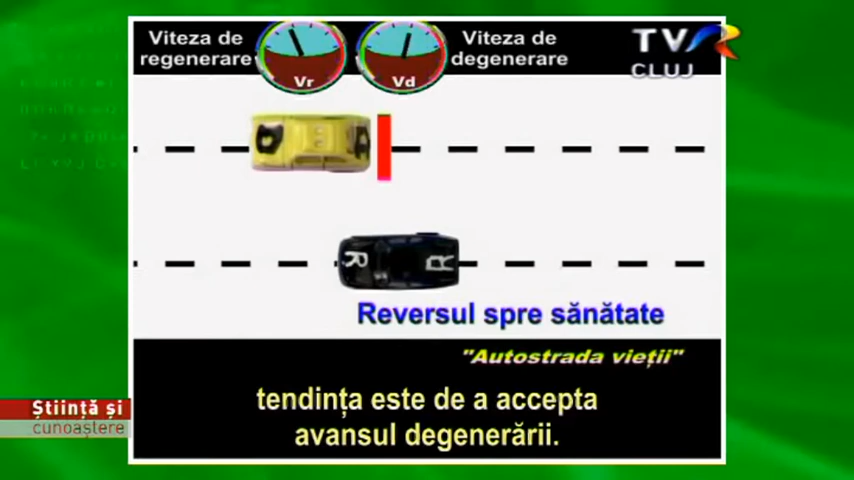 Viteza de
regenerare
Vr
Vd
Viteza de
degenerare
TVR
CLUJ
D
R
R
Reversul spre sănătate
"Autostrada vieții"
Știință și
cunoaștere
tendința este de a accepta
avansul degenerării.